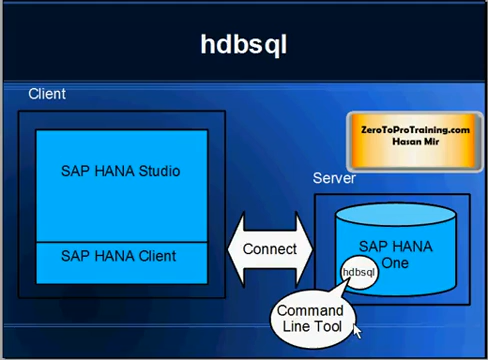 hdbsql
Client
ZeroToProTraining.com
Hasan Mir
SAP HANA Studio
Server
SAP HANA Client
Connect
SAP HANA
One
hdbsql
Command
Line Tool